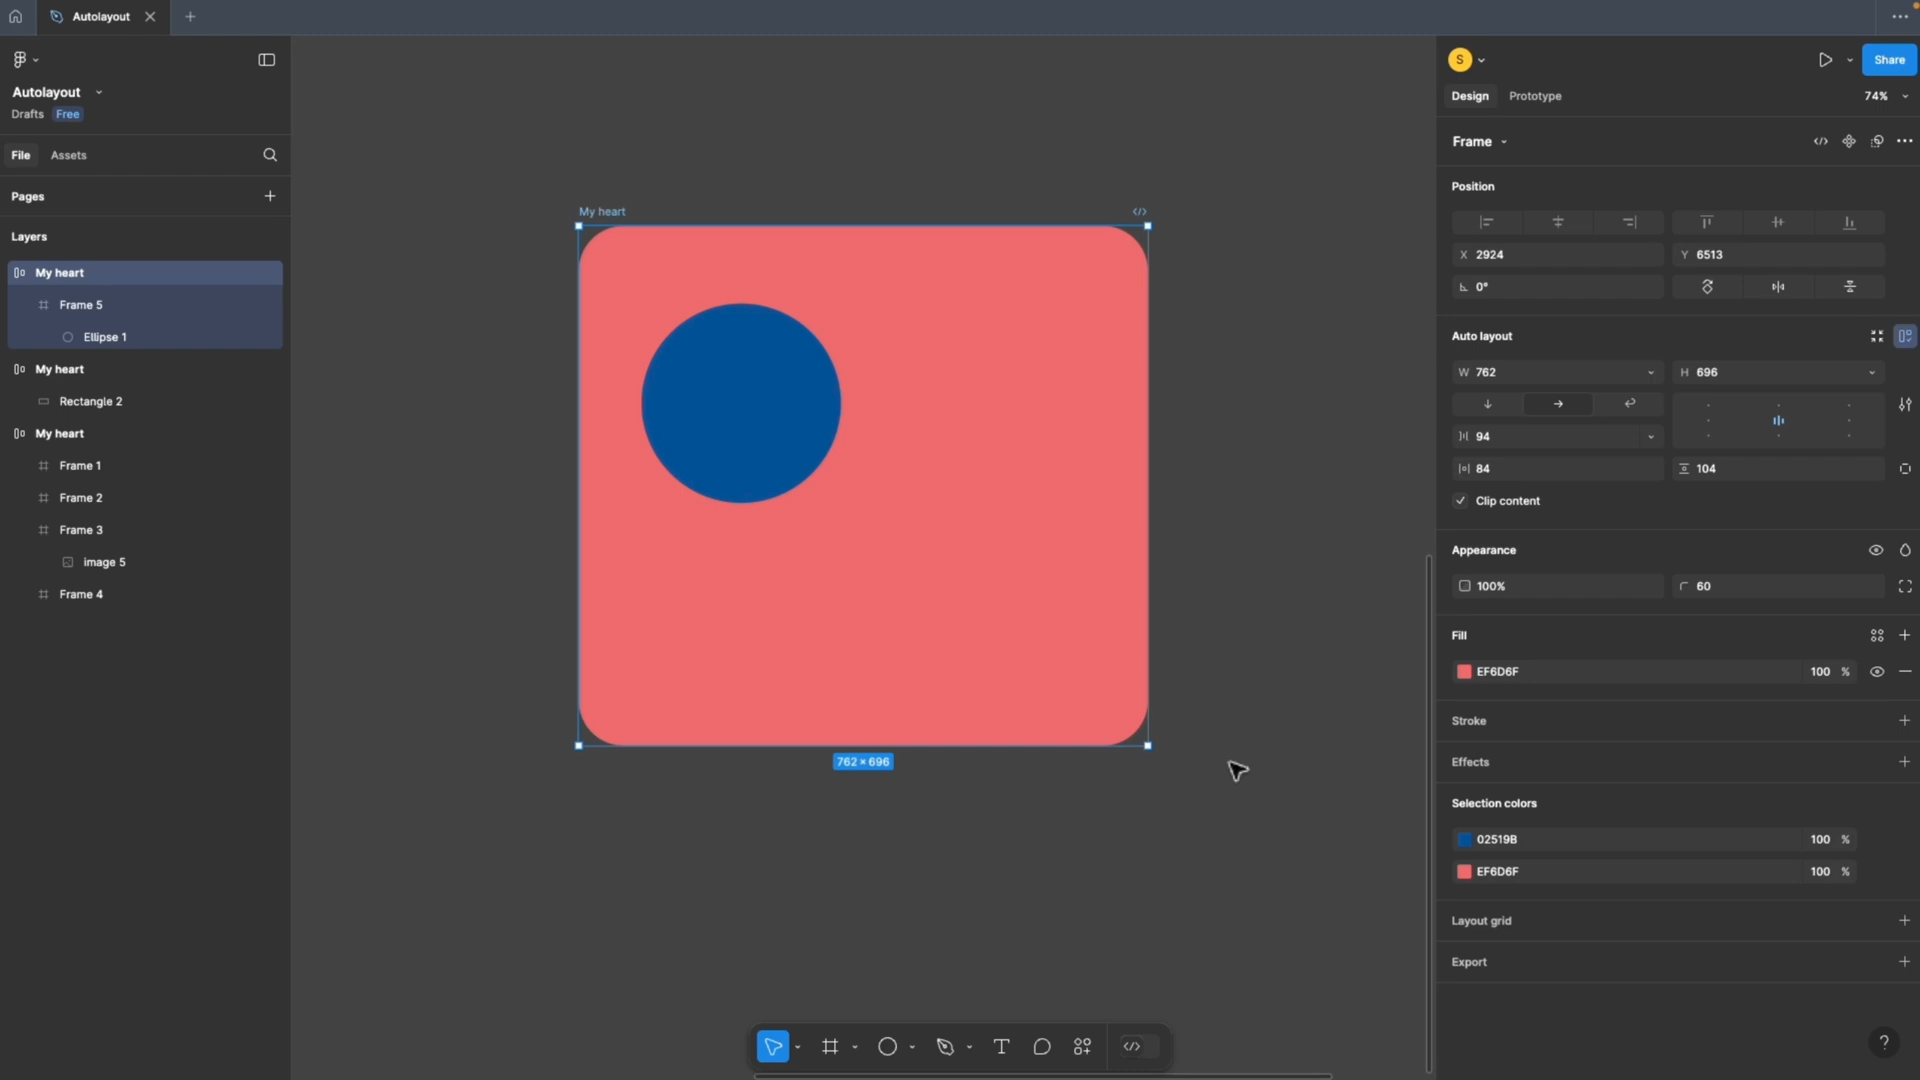 Autolayout
Autolayout
Drafts Free
File Assets
Pages
Layers
My heart
Frame 5
Ellipse 1
My heart
Rectangle 2
My heart
Frame 1
Frame 2
Frame 3
image 5
Frame 4
My heart
762 × 696
S
Share
Design Prototype
74%
Frame
Position
X 2924
Y 6513
0°
Auto layout
W 762
H 696
94
84
104
Clip content
Appearance
100%
60
Fill
EF6D6F 100 %
Stroke
Effects
Selection colors
02519B 100 %
EF6D6F 100 %
Layout grid
Export
?